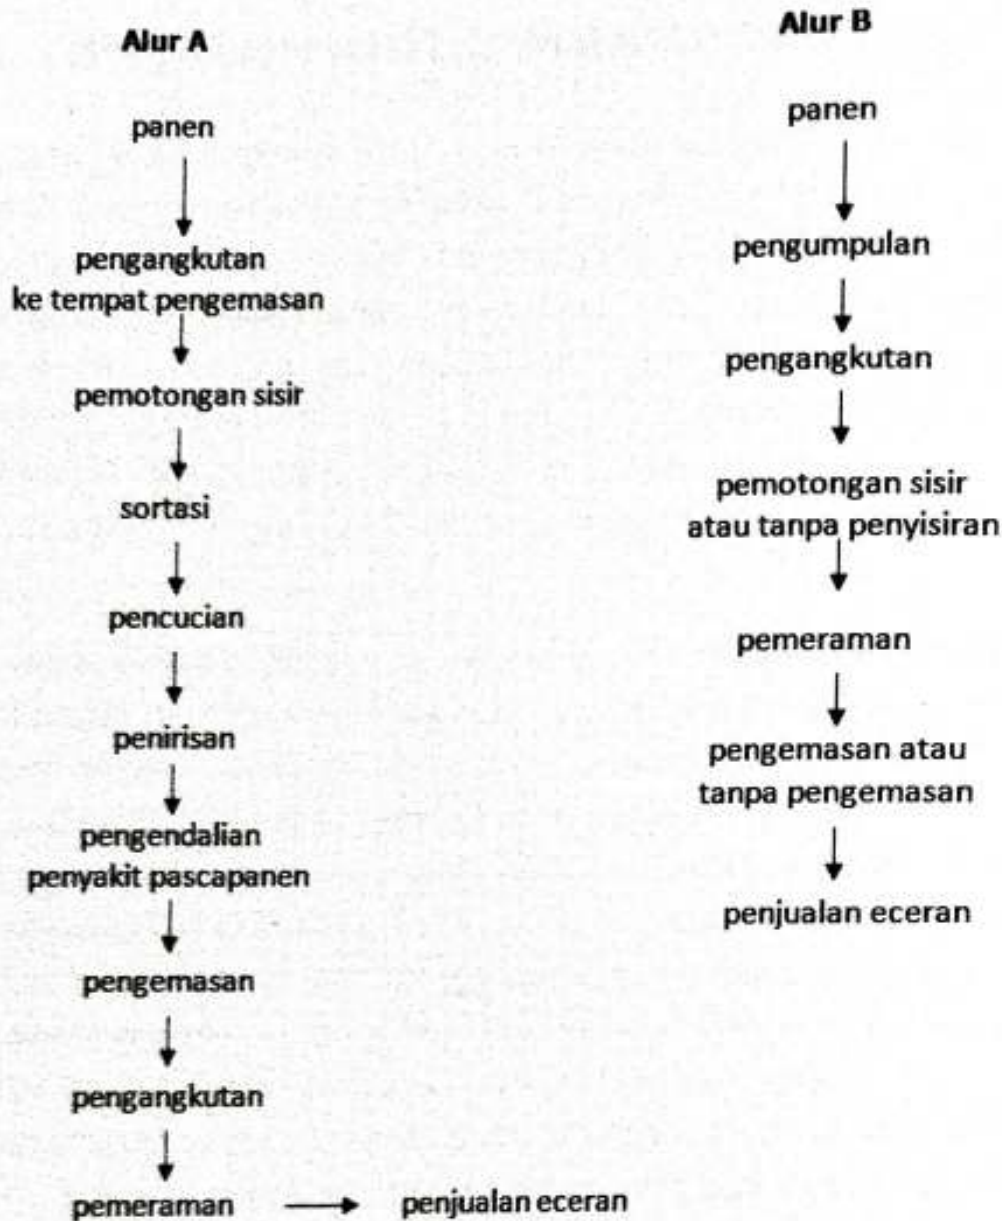 Alur A
panen
pengangkutan
ke tempat pengemasan
pemotongan sisir
sortasi
pencucian
penirisan
pengendalian
penyakit pascapanen
pengemasan
pengangkutan
pemeraman
penjualan eceran
Alur B
panen
pengumpulan
pengangkutan
pemotongan sisir
atau tanpa penyisiran
pemeraman
pengemasan atau
tanpa pengemasan
penjualan eceran